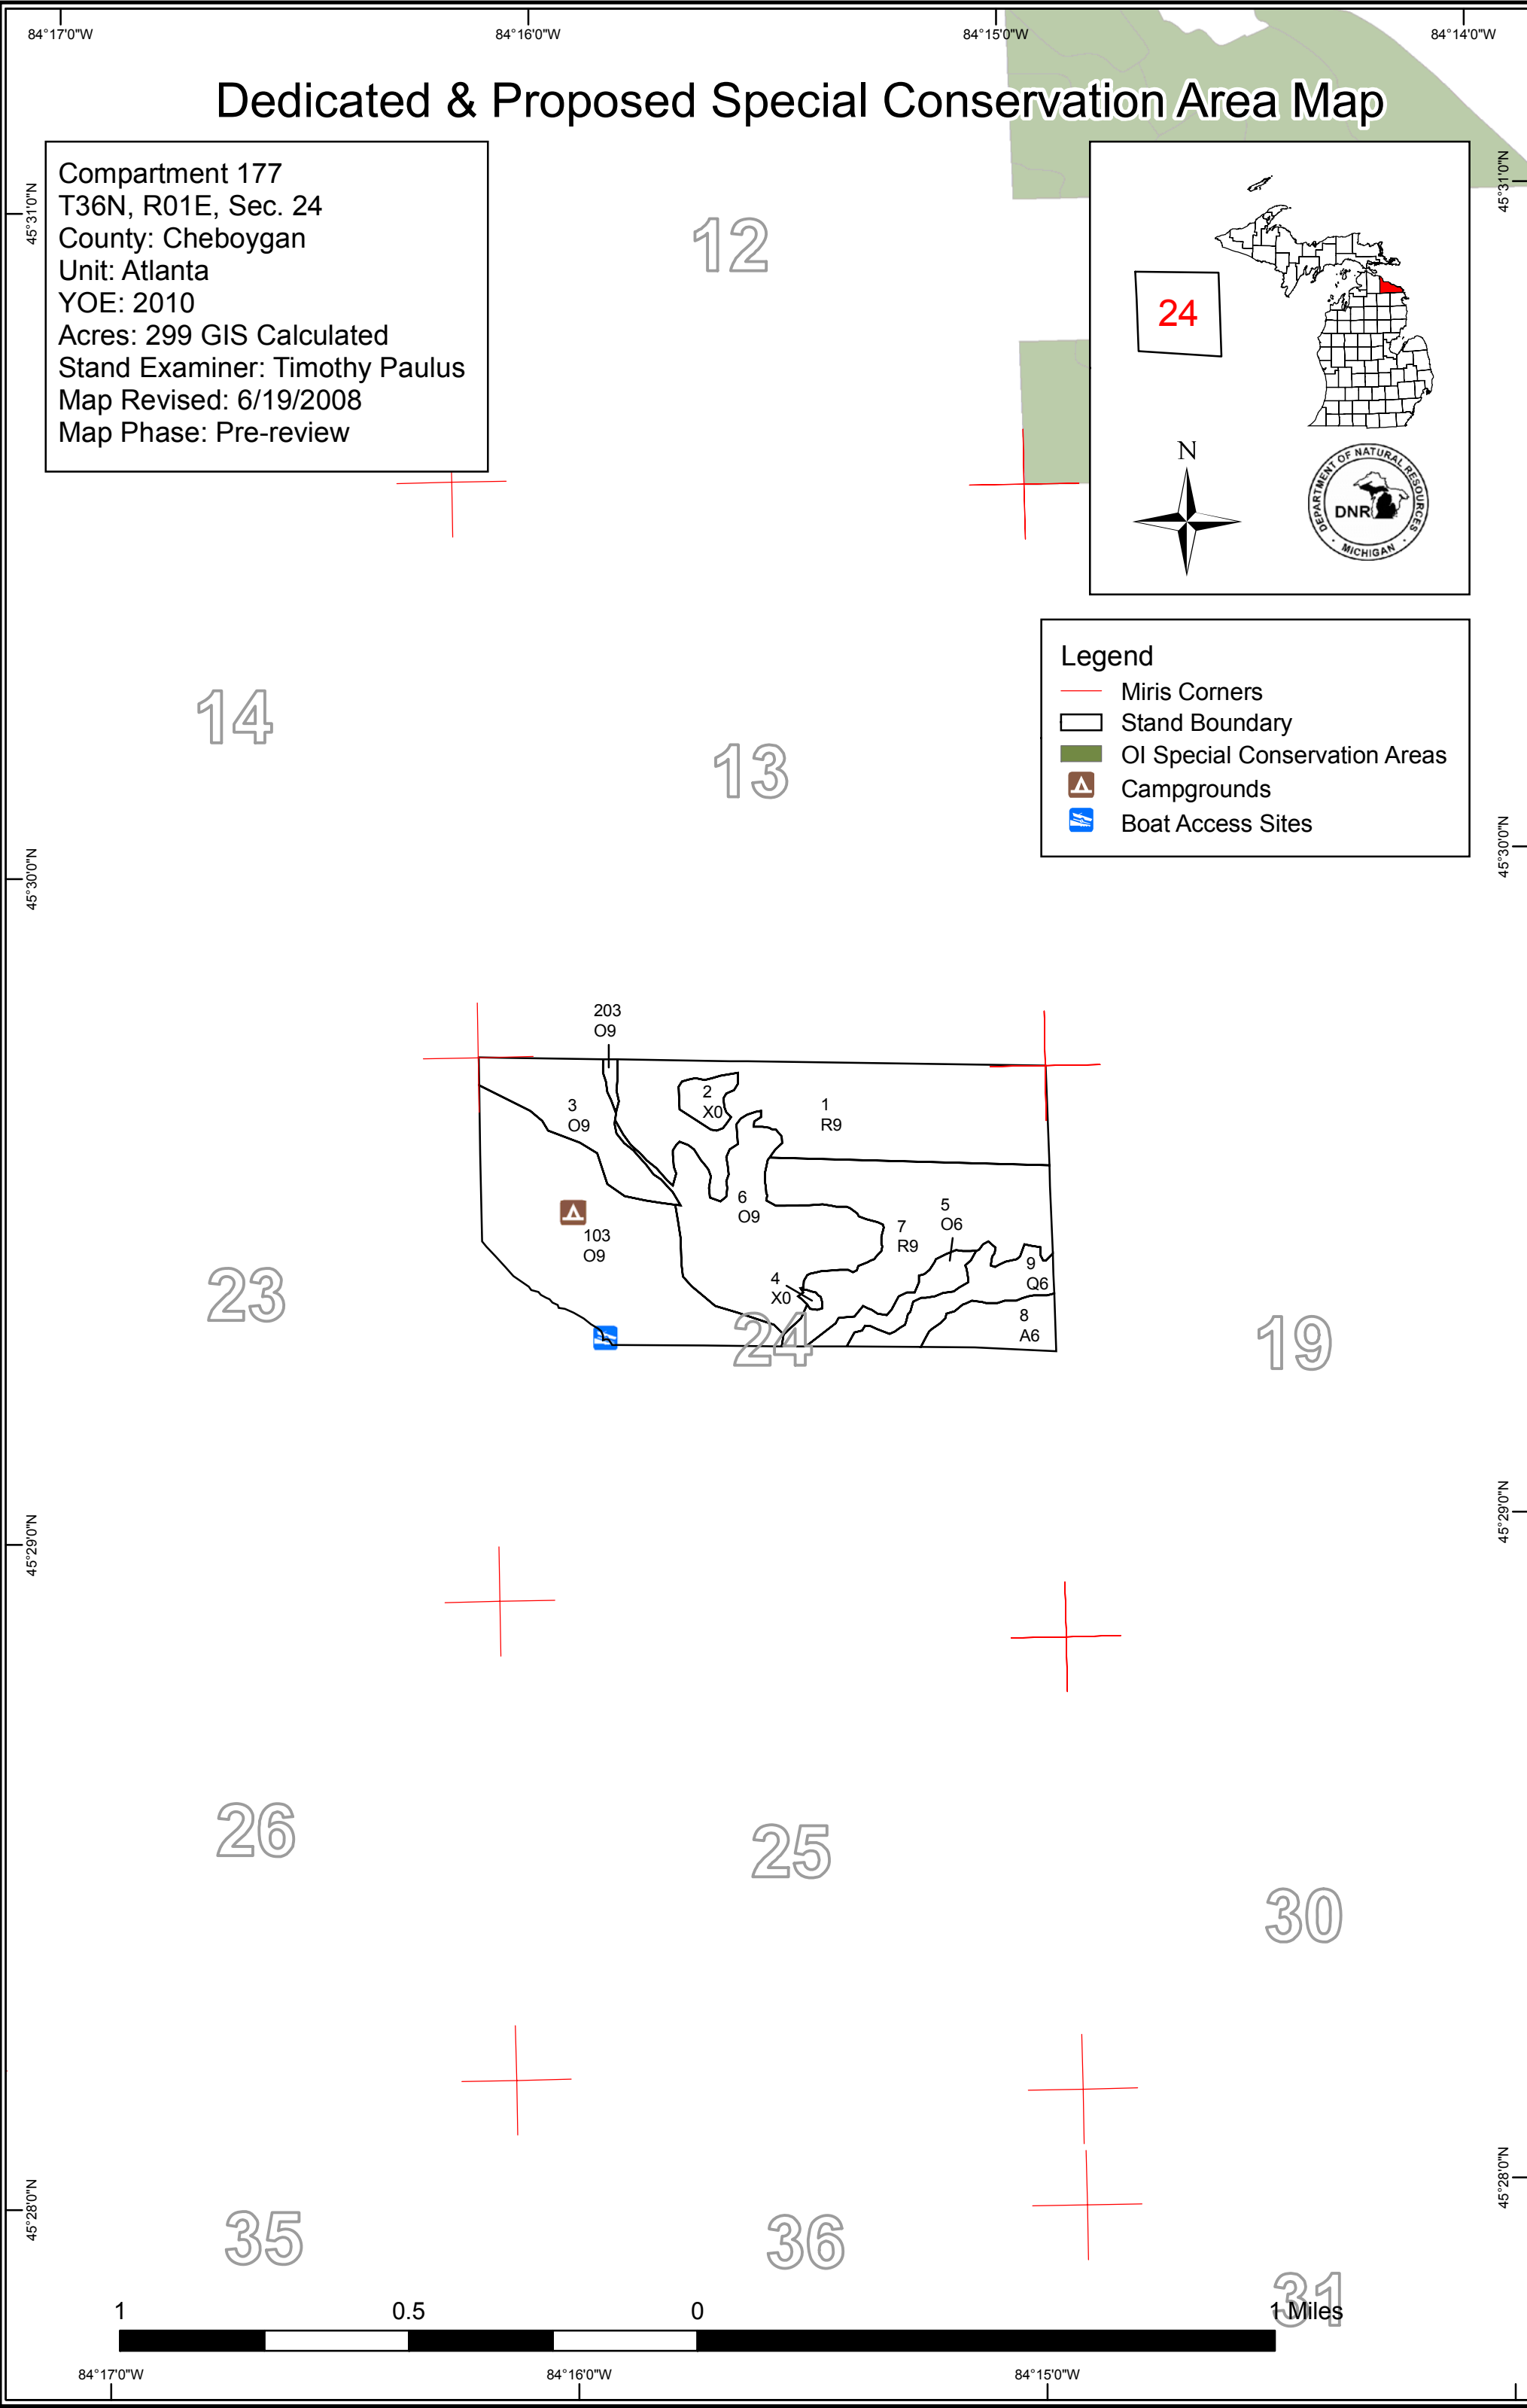 84°17'0"W
84°16'0"W
84°15'0"W
84°14'0"W
Dedicated & Proposed Special Conservation Area Map
Compartment 177
T36N, R01E, Sec. 24
County: Cheboygan
Unit: Atlanta
YOE: 2010
Acres: 299 GIS Calculated
Stand Examiner: Timothy Paulus
Map Revised: 6/19/2008
Map Phase: Pre-review
45°31'0"N
45°31'0"N
12
24
N
DEPARTMENT OF NATURAL RESOURCES
DNR
MICHIGAN
Legend
Miris Corners
Stand Boundary
OI Special Conservation Areas
Campgrounds
Boat Access Sites
14
13
45°30'0"N
45°30'0"N
203
O9
3
O9
2
X0
1
R9
6
O9
5
O6
7
R9
103
O9
4
X0
9
Q6
8
A6
23
24
19
45°29'0"N
45°29'0"N
26
25
30
45°28'0"N
45°28'0"N
35
36
31
1
0.5
0
1 Miles
84°17'0"W
84°16'0"W
84°15'0"W